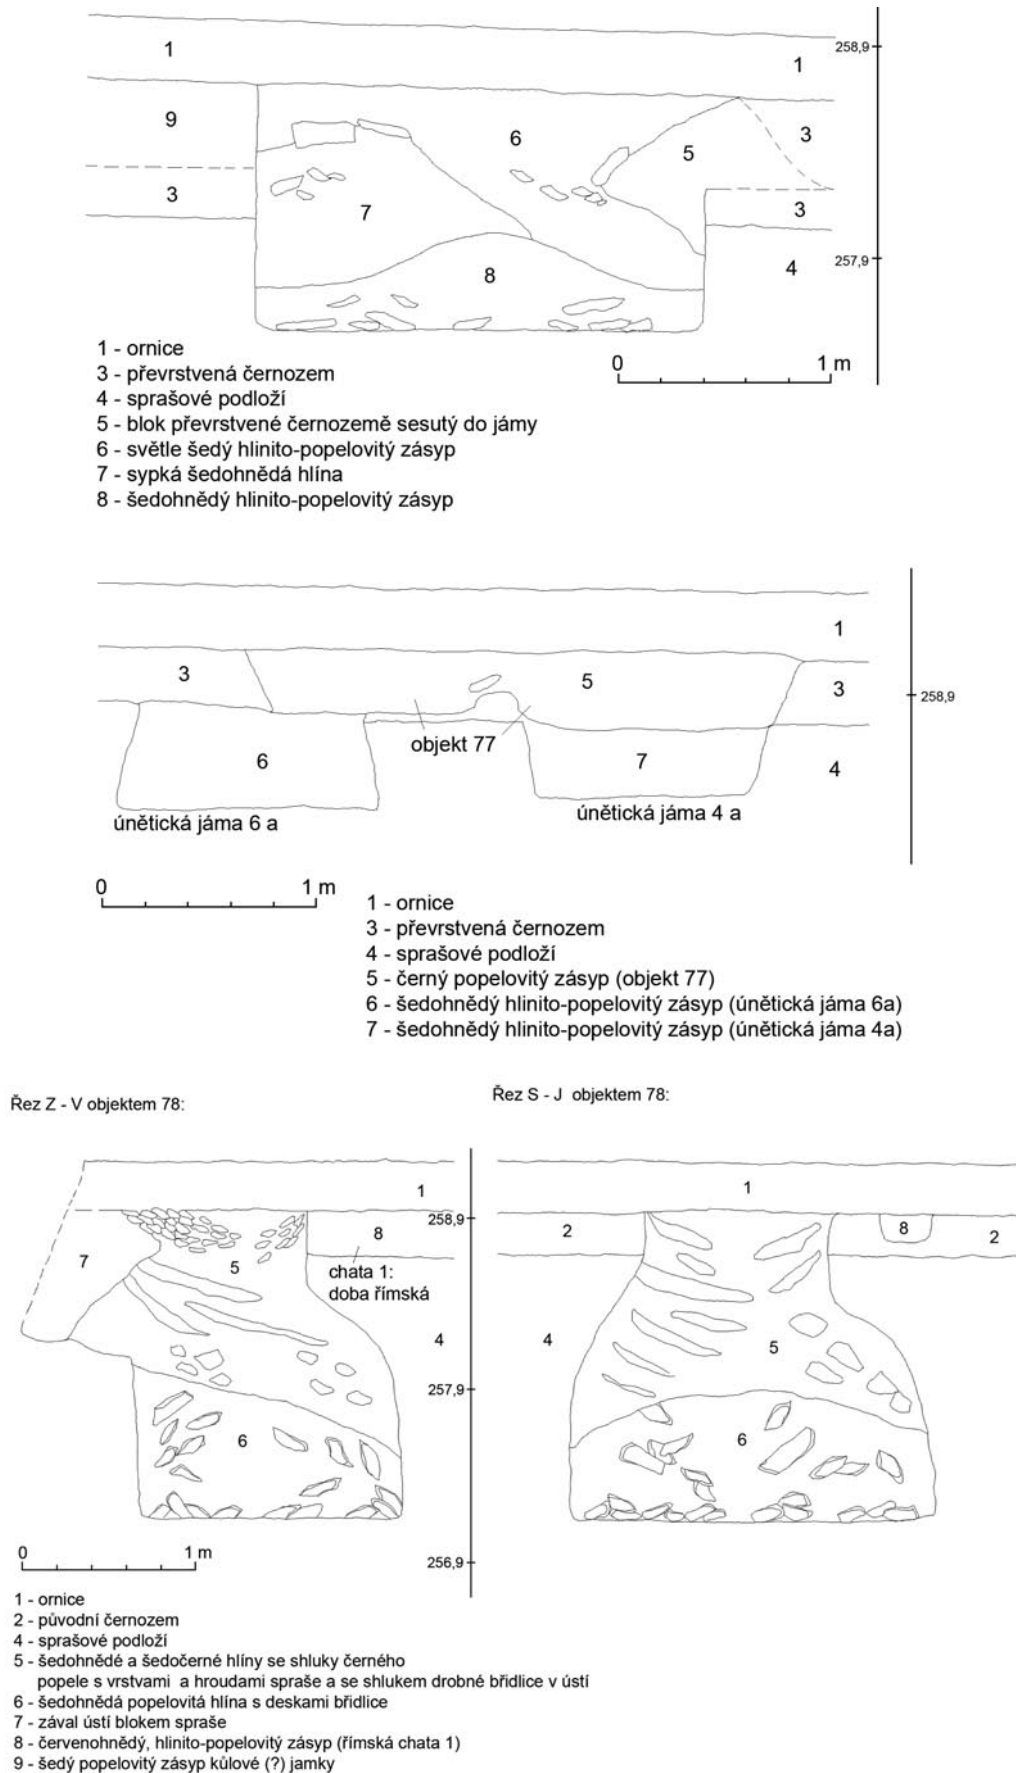 1
1
258,9
9
6
5
3
3
7
3
8
4
257,9
0 1 m
1 - ornice
3 - převrstvená černozem
4 - sprašové podloží
5 - blok převrstvené černozemě sesutý do jámy
6 - světle šedý hlinito-popelovitý zásyp
7 - sypká šedohnědá hlína
8 - šedohnědý hlinito-popelovitý zásyp
1
3
5
3
258,9
objekt 77
6
7
4
únětická jáma 6 a
únětická jáma 4 a
0 1 m
1 - ornice
3 - převrstvená černozem
4 - sprašové podloží
5 - černý popelovitý zásyp (objekt 77)
6 - šedohnědý hlinito-popelovitý zásyp (únětická jáma 6a)
7 - šedohnědý hlinito-popelovitý zásyp (únětická jáma 4a)
Řez Z - V objektem 78:
1
258,9
8
7
5
chata 1:
doba římská
4
257,9
6
256,9
0 1 m
Řez S - J objektem 78:
1
2
8
2
4
5
6
1 - ornice
2 - původní černozem
4 - sprašové podloží
5 - šedohnědé a šedočerné hlíny se shluky černého
popele s vrstvami a hroudami spraše a se shlukem drobné břidlice v ústí
6 - šedohnědá popelovitá hlína s deskami břidlice
7 - zával ústí blokem spraše
8 - červenohnědý, hlinito-popelovitý zásyp (římská chata 1)
9 - šedý popelovitý zásyp kůlové (?) jamky